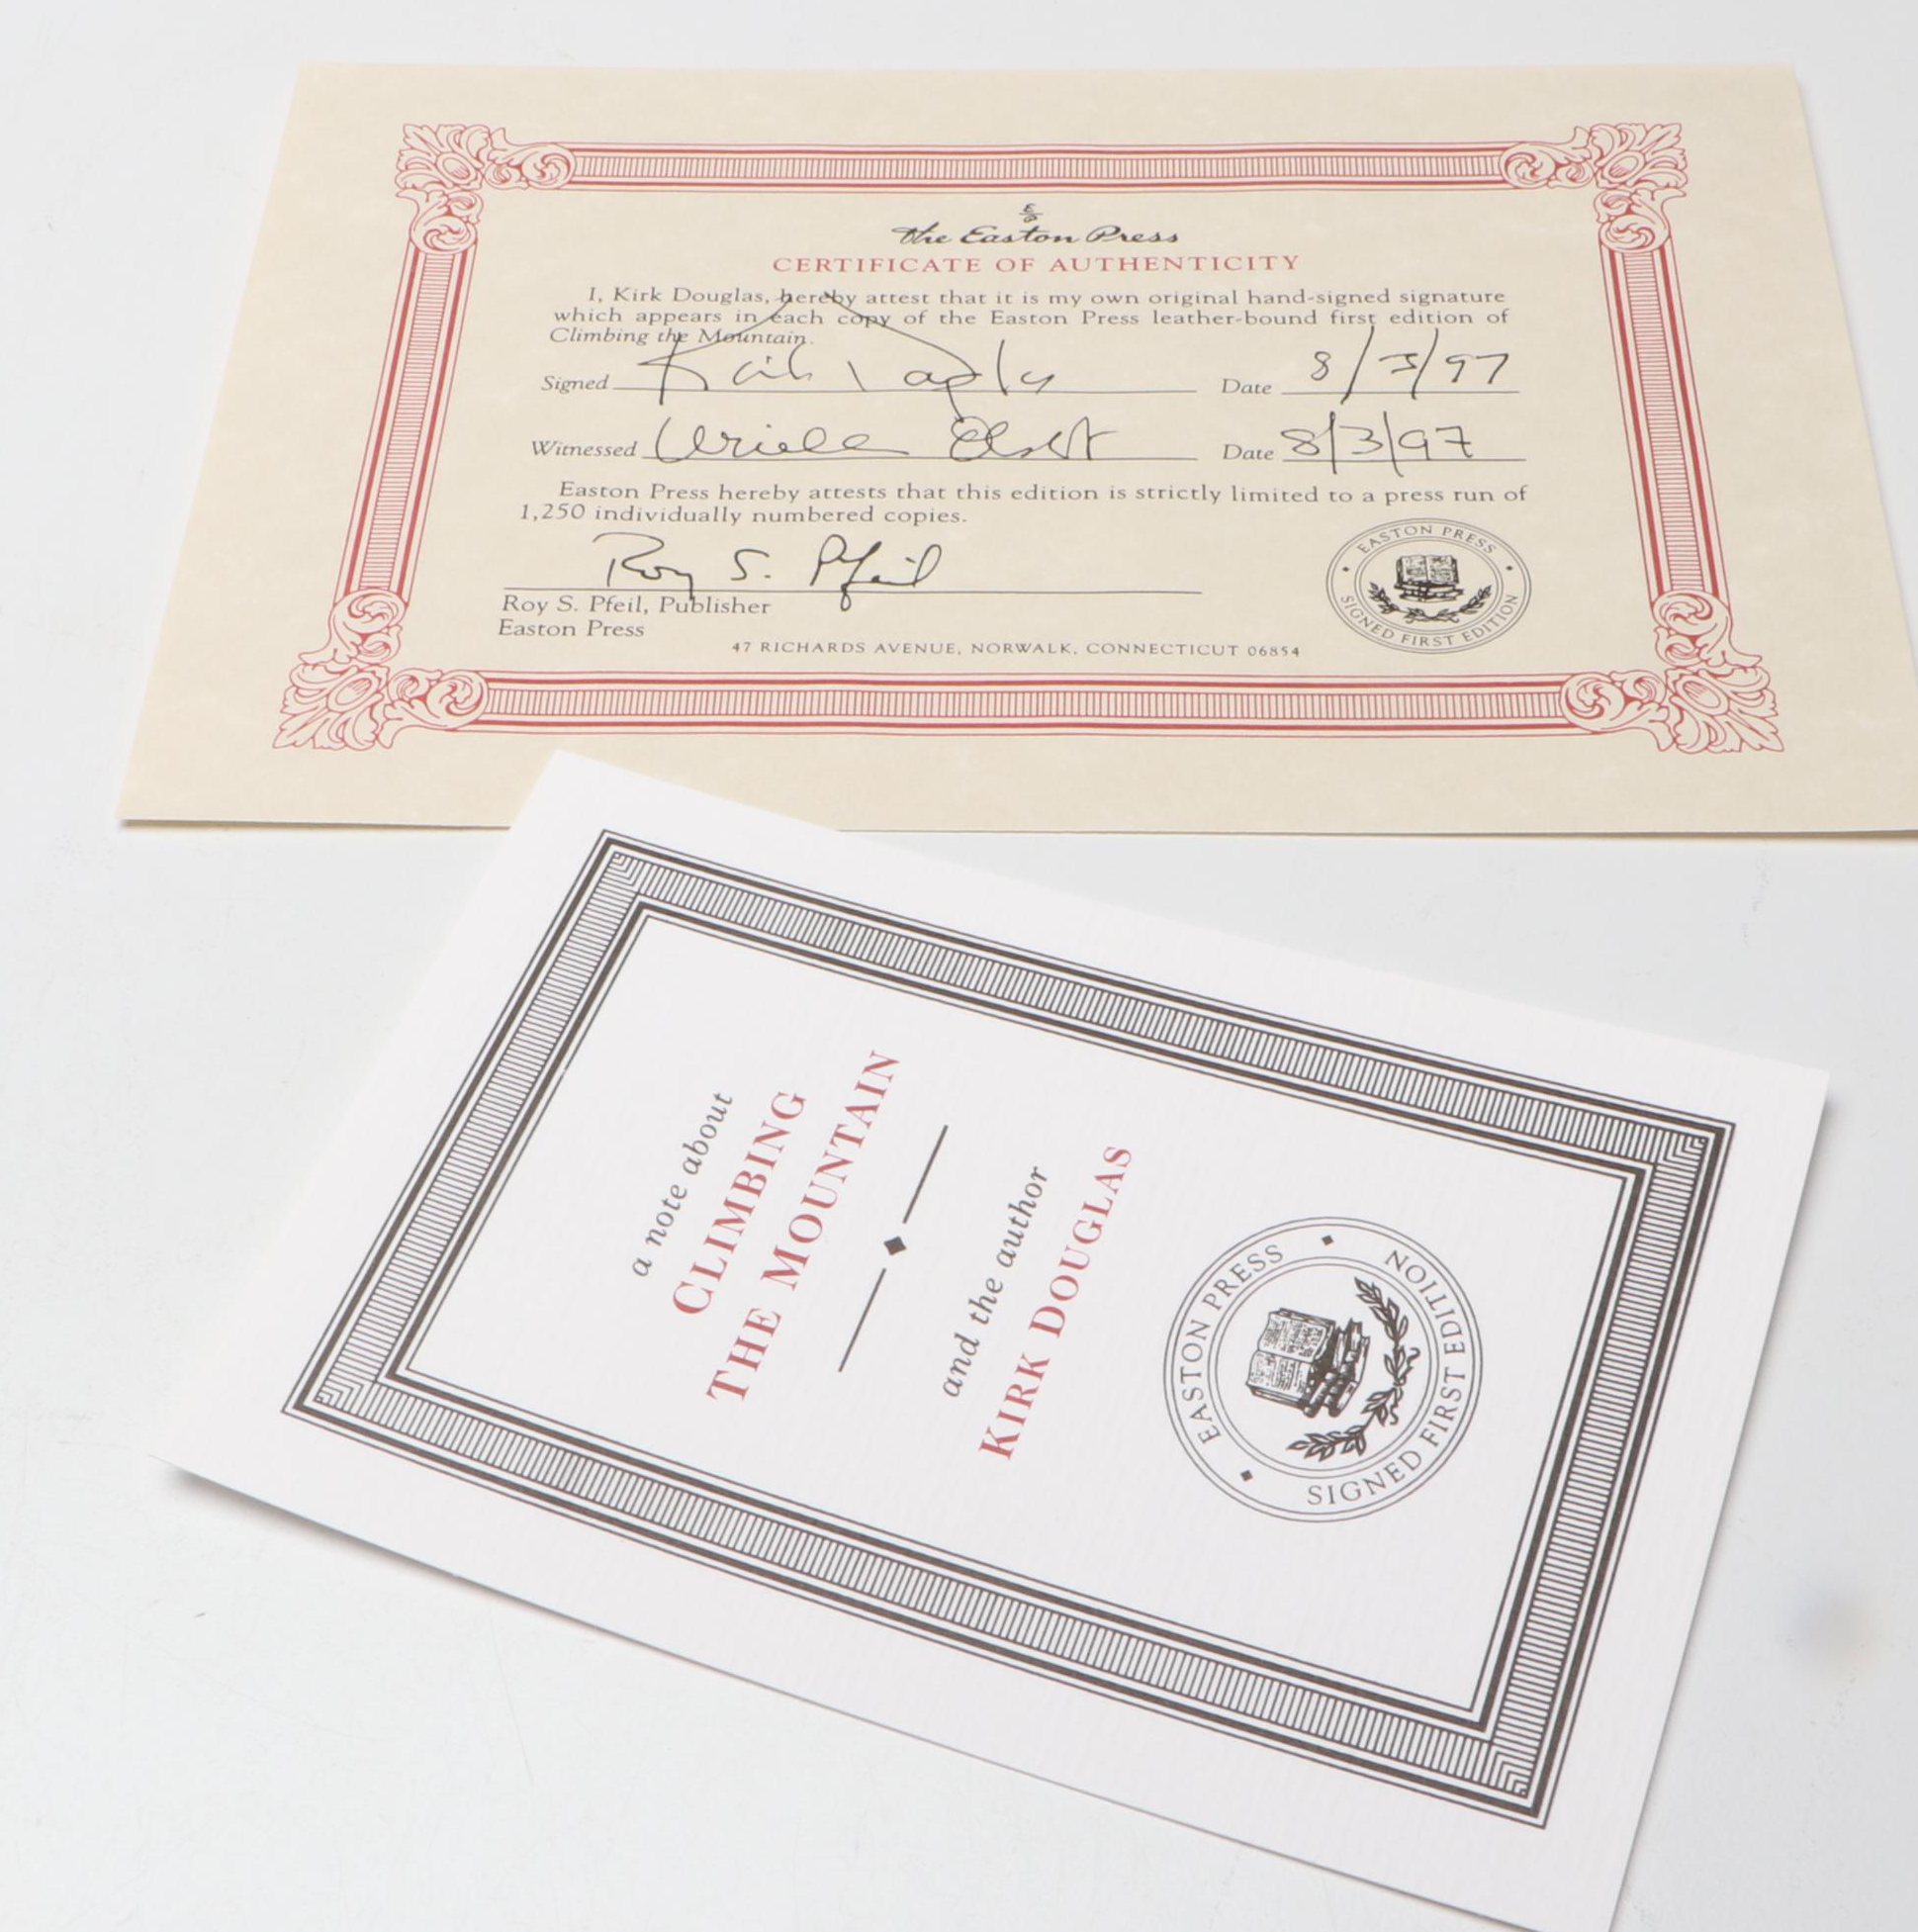 The Easton Press
CERTIFICATE OF AUTHENTICITY
I, Kirk Douglas, hereby attest that it is my own original hand-signed signature
which appears in each copy of the Easton Press leather-bound first edition of
Climbing the Mountain.
Signed Date 8/3/97
Witnessed Date 8/3/97
Easton Press hereby attests that this edition is strictly limited to a press run of
1,250 individually numbered copies.
Roy S. Pfeil
Roy S. Pfeil, Publisher
Easton Press
EASTON PRESS
SIGNED FIRST EDITION
47 RICHARDS AVENUE, NORWALK, CONNECTICUT 06854
a note about
CLIMBING
THE MOUNTAIN
and the author
KIRK DOUGLAS
EASTON PRESS
SIGNED FIRST EDITION